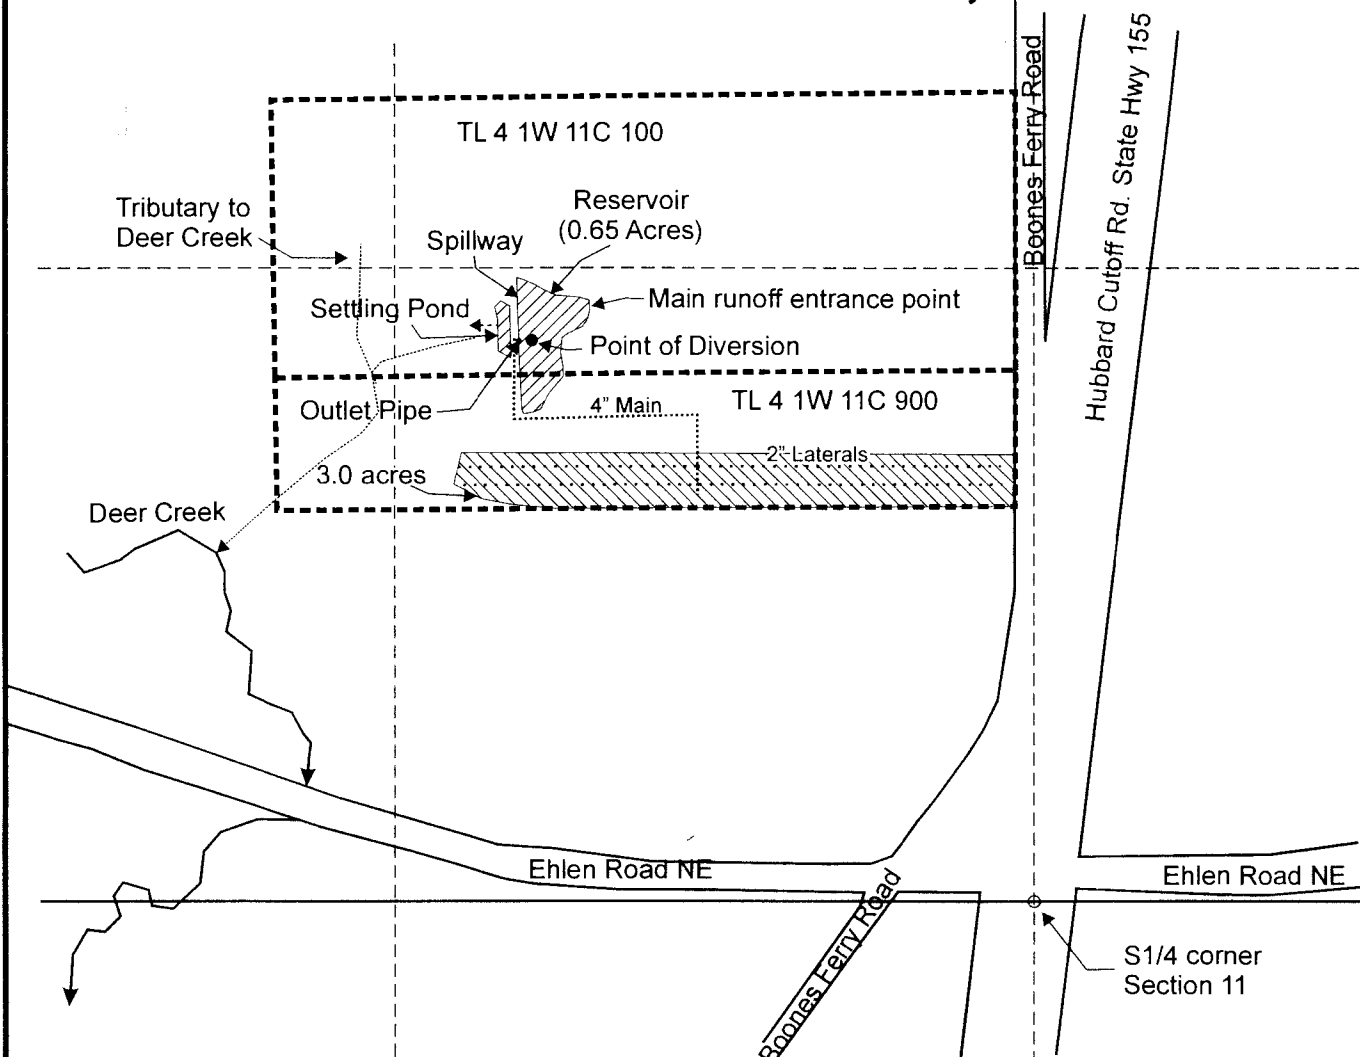 Boones Ferry Road
Hubbard Cutoff Rd. State Hwy 155
TL 4 1W 11C 100
Tributary to
Deer Creek
Reservoir
(0.65 Acres)
Spillway
Settling Pond
Main runoff entrance point
Point of Diversion
Outlet Pipe
4" Main
TL 4 1W 11C 900
2" Laterals
3.0 acres
Deer Creek
Ehlen Road NE
Ehlen Road NE
Boones Ferry Road
S1/4 corner
Section 11